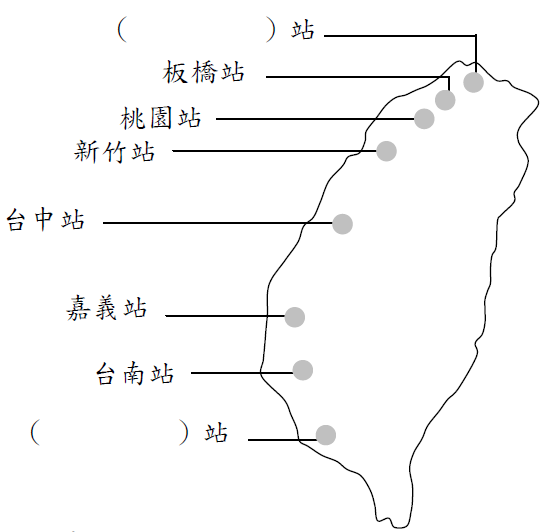 （　　　　　）站
板橋站
桃園站
新竹站
台中站
嘉義站
台南站
（　　　　　）站